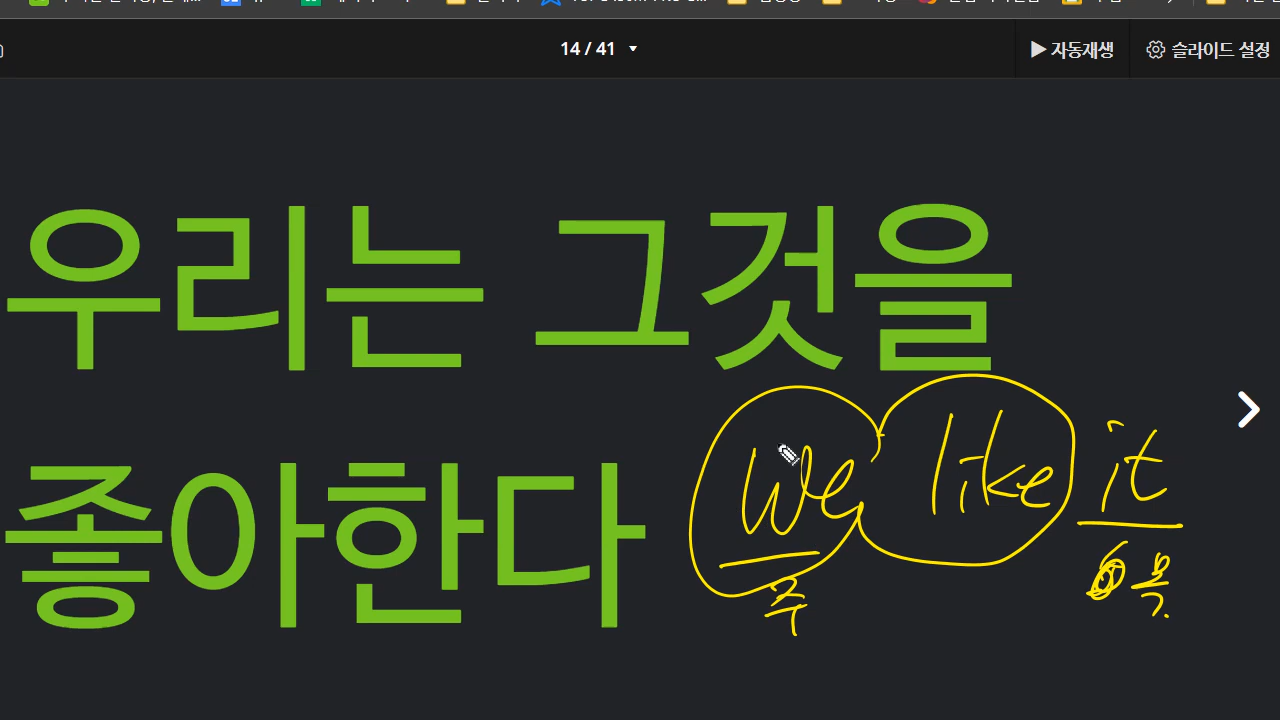 14 / 41
자동재생
슬라이드 설정
우리는 그것을
좋아한다
we like it
주
목